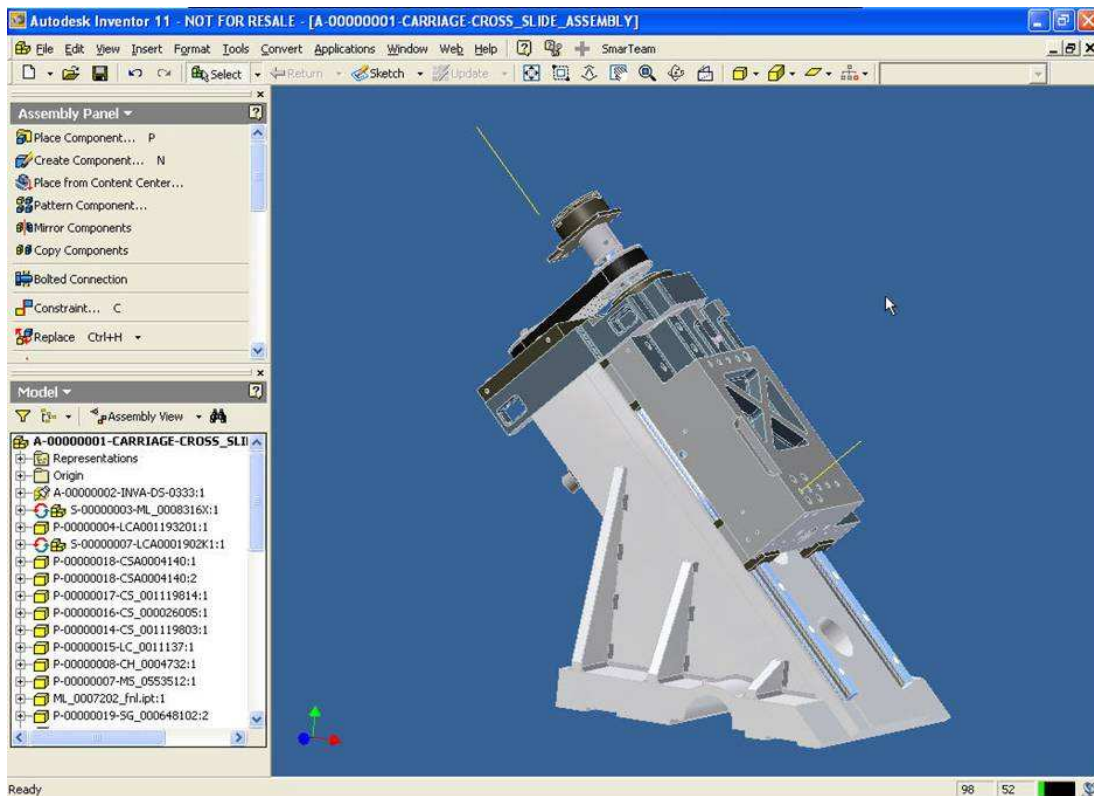 Autodesk Inventor 11 - NOT FOR RESALE - [A-00000001-CARRIAGE-CROSS_SLIDE_ASSEMBLY]
File Edit View Insert Format Tools Convert Applications Window Web Help SmarTeam
Select Return Sketch Update
Assembly Panel
Place Component... P
Create Component... N
Place from Content Center...
Pattern Component...
Mirror Components
Copy Components
Bolted Connection
Constraint... C
Replace Ctrl+H
Model
Assembly View
A-00000001-CARRIAGE-CROSS_SLI
Representations
Origin
A-00000002-INVA-DS-0333:1
S-00000003-ML_0008316X:1
P-00000004-LCA001193201:1
S-00000007-LCA0001902K1:1
P-00000018-CSA0004140:1
P-00000018-CSA0004140:2
P-00000017-CS_001119814:1
P-00000016-CS_000026005:1
P-00000014-CS_001119803:1
P-00000015-LC_0011137:1
P-00000008-CH_0004732:1
P-00000007-MS_0553512:1
ML_0007202_fnl.ipt:1
P-00000019-SG_000648102:2
Ready 98 52